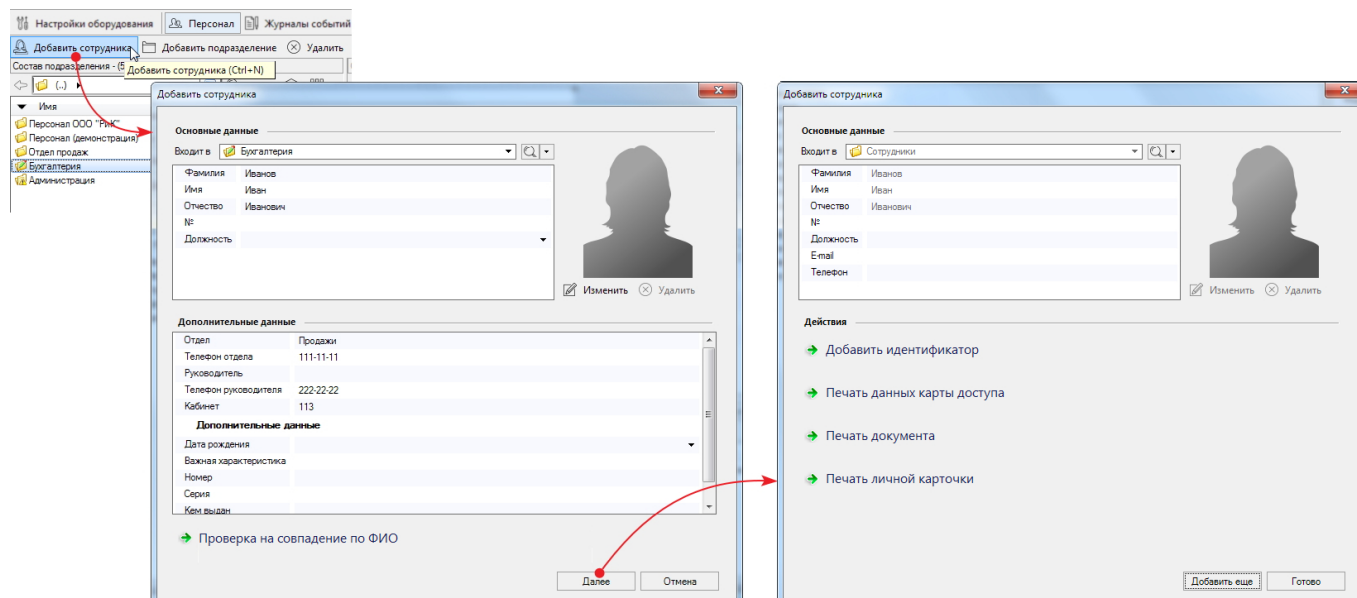 Настройки оборудования Персонал Журналы событий
Добавить сотрудника Добавить подразделение Удалить
Состав подразделения - (5
Добавить сотрудника (Ctrl+N)
(..)
Имя
Персонал ООО "РиК"
Персонал (демонстрация)
Отдел продаж
Бухгалтерия
Администрация
Добавить сотрудника
Основные данные
Входит в Бухгалтерия
Фамилия Иванов
Имя Иван
Отчество Иванович
№
Должность
Изменить Удалить
Дополнительные данные
Отдел Продажи
Телефон отдела 111-11-11
Руководитель
Телефон руководителя 222-22-22
Кабинет 113
Дополнительные данные
Дата рождения
Важная характеристика
Номер
Серия
Кем выдан
Проверка на совпадение по ФИО
Далее Отмена
Добавить сотрудника
Основные данные
Входит в Сотрудники
Фамилия Иванов
Имя Иван
Отчество Иванович
№
Должность
E-mail
Телефон
Изменить Удалить
Действия
Добавить идентификатор
Печать данных карты доступа
Печать документа
Печать личной карточки
Добавить еще Готово